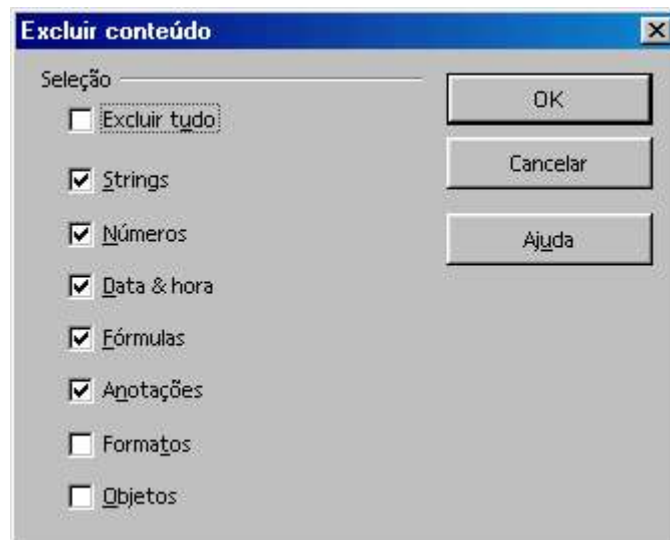 Excluir conteúdo
Seleção
Excluir tudo
Strings
Números
Data & hora
Fórmulas
Anotações
Formatos
Objetos
OK
Cancelar
Ajuda